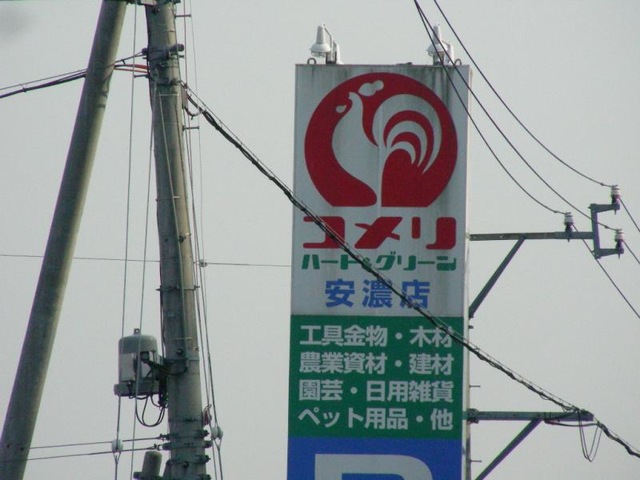 コメリ
ハード&グリーン
安濃店
工具金物・木材
農業資材・建材
園芸・日用雑貨
ペット用品・他
P